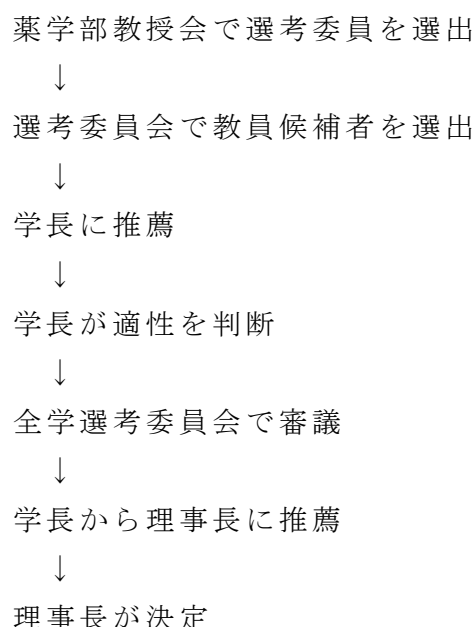 薬学部教授会で選考委員を選出
↓
選考委員会で教員候補者を選出
↓
学長に推薦
↓
学長が適性を判断
↓
全学選考委員会で審議
↓
学長から理事長に推薦
↓
理事長が決定